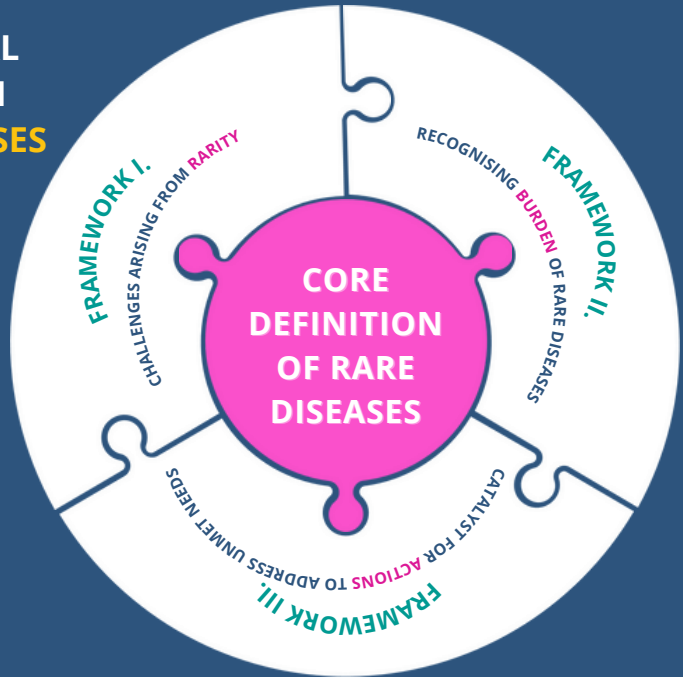 L
SES
FRAMEWORK I.
CHALLENGES ARISING FROM RARITY
FRAMEWORK II.
RECOGNISING BURDEN OF RARE DISEASES
CORE
DEFINITION
OF RARE
DISEASES
CATALYST FOR ACTIONS TO ADDRESS UNMET NEEDS
FRAMEWORK III.